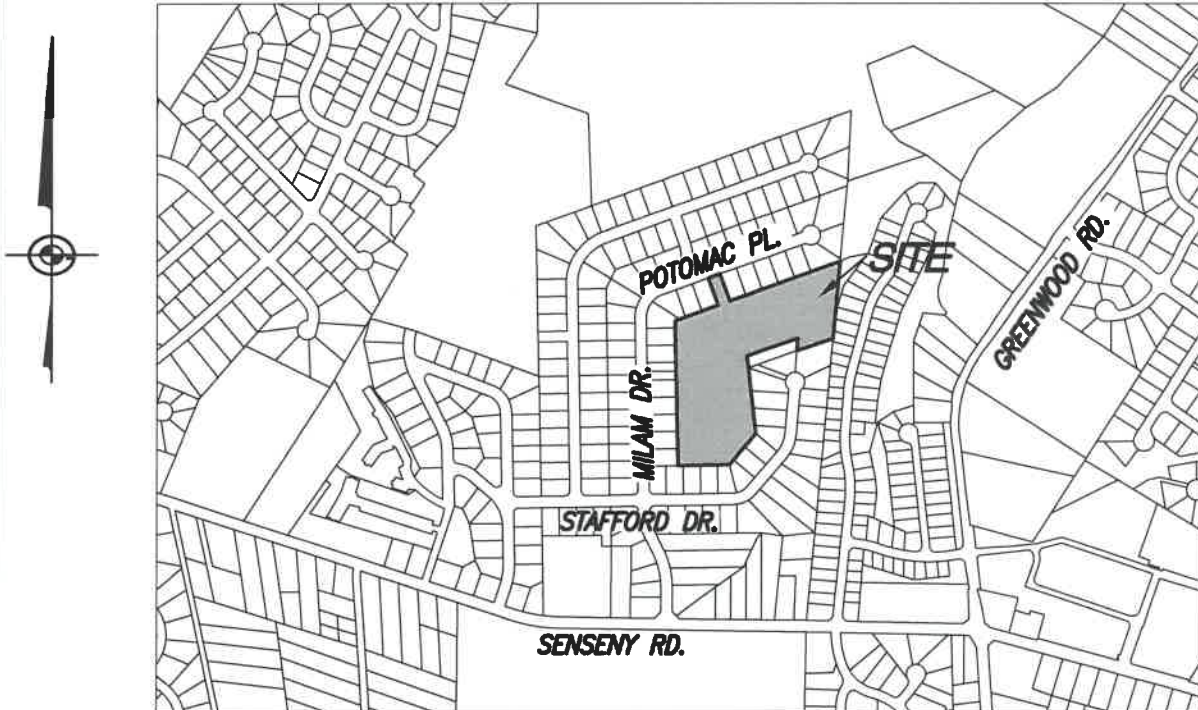 POTOMAC PL.
SITE
GREENWOOD RD.
MILAM DR.
STAFFORD DR.
SENSENY RD.